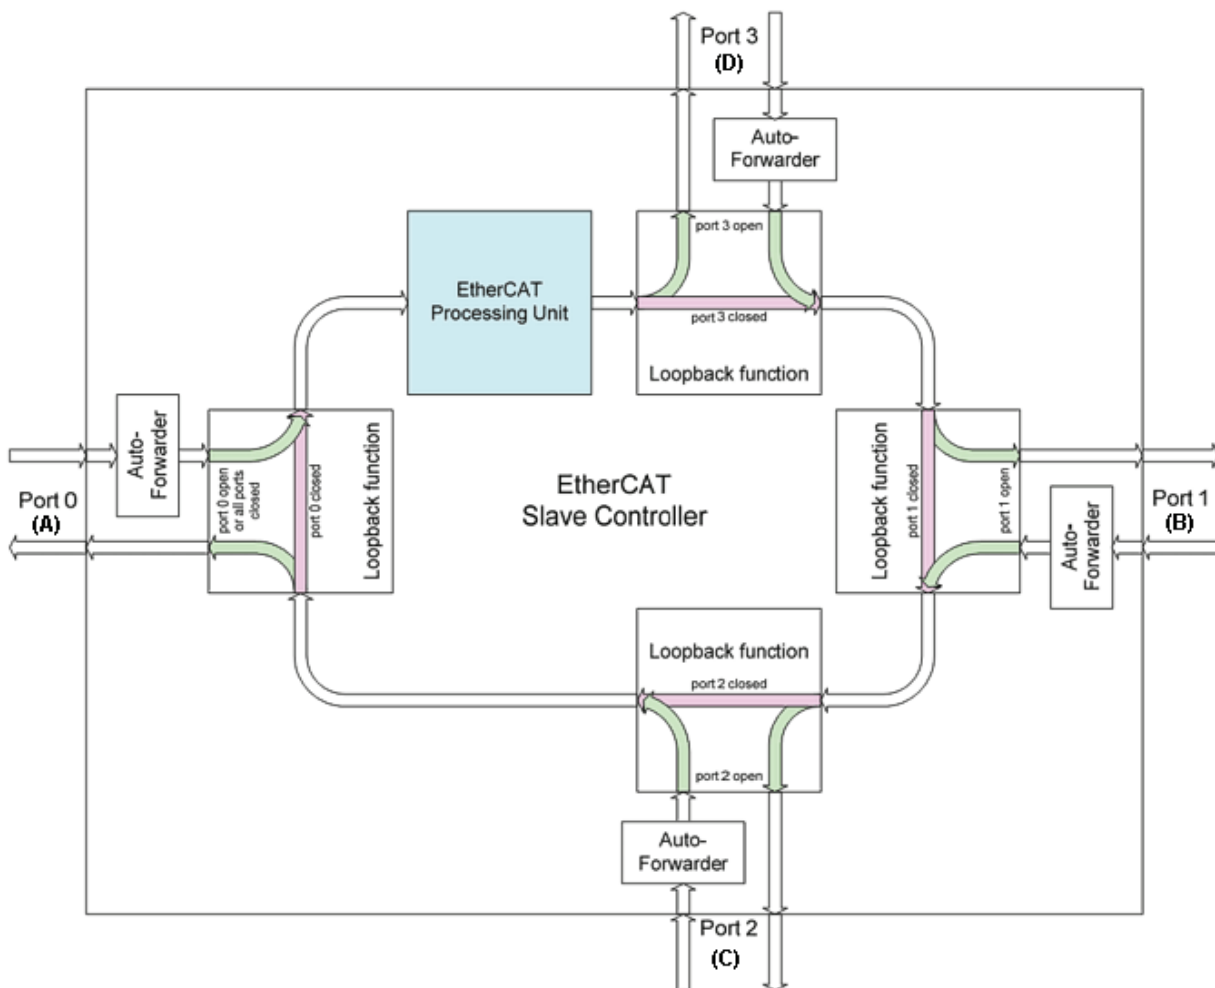 Port 3
(D)
Auto-
Forwarder
port 3 open
EtherCAT
Processing Unit
port 3 closed
Loopback function
Auto-
Forwarder
port 0 open
or all ports
closed
port 0 closed
Loopback function
Port 0
(A)
EtherCAT
Slave Controller
Loopback function
port 1 closed
port 1 open
Auto-
Forwarder
Port 1
(B)
Loopback function
port 2 closed
port 2 open
Auto-
Forwarder
Port 2
(C)